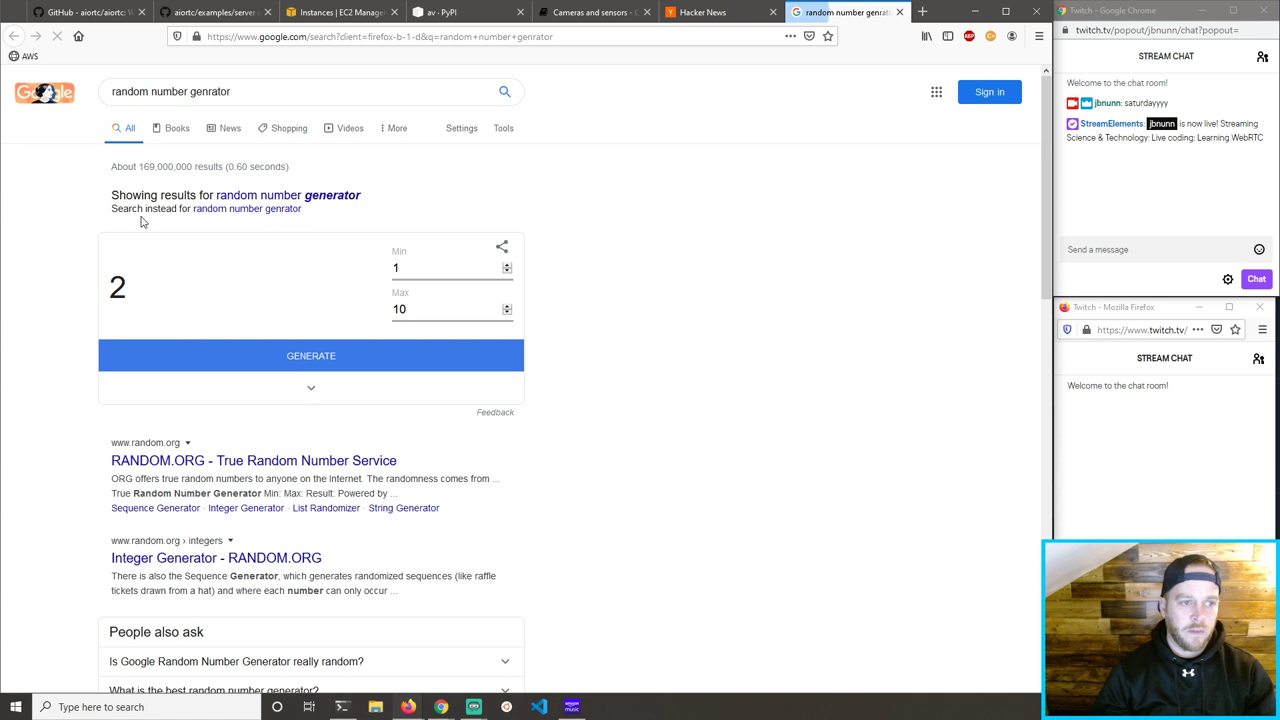 GitHub - aiortc/aiortc: W
aiortc/examples/server a
Instances | EC2 Manage
av · PyPI
Cameras and sensors - C
Hacker News
random number genrat
https://www.google.com/search?client=firefox-b-1-d&q=random+number+genrator
AWS
Google
random number genrator
Sign in
All
Books
News
Shopping
Videos
More
Settings
Tools
About 169,000,000 results (0.60 seconds)
Showing results for random number generator
Search instead for random number genrator
2
Min
1
Max
10
GENERATE
Feedback
www.random.org
RANDOM.ORG - True Random Number Service
ORG offers true random numbers to anyone on the Internet. The randomness comes from ...
True Random Number Generator Min: Max: Result: Powered by ...
Sequence Generator · Integer Generator · List Randomizer · String Generator
www.random.org › integers
Integer Generator - RANDOM.ORG
There is also the Sequence Generator, which generates randomized sequences (like raffle
tickets drawn from a hat) and where each number can only occur ...
People also ask
Is Google Random Number Generator really random?
What is the best random number generator?
Type here to search
Twitch - Google Chrome
twitch.tv/popout/jbnunn/chat?popout=
STREAM CHAT
Welcome to the chat room!
jbnunn: saturdayyyy
StreamElements: jbnunn is now live! Streaming
Science & Technology: Live coding: Learning WebRTC
Send a message
Chat
Twitch - Mozilla Firefox
https://www.twitch.tv/
STREAM CHAT
Welcome to the chat room!